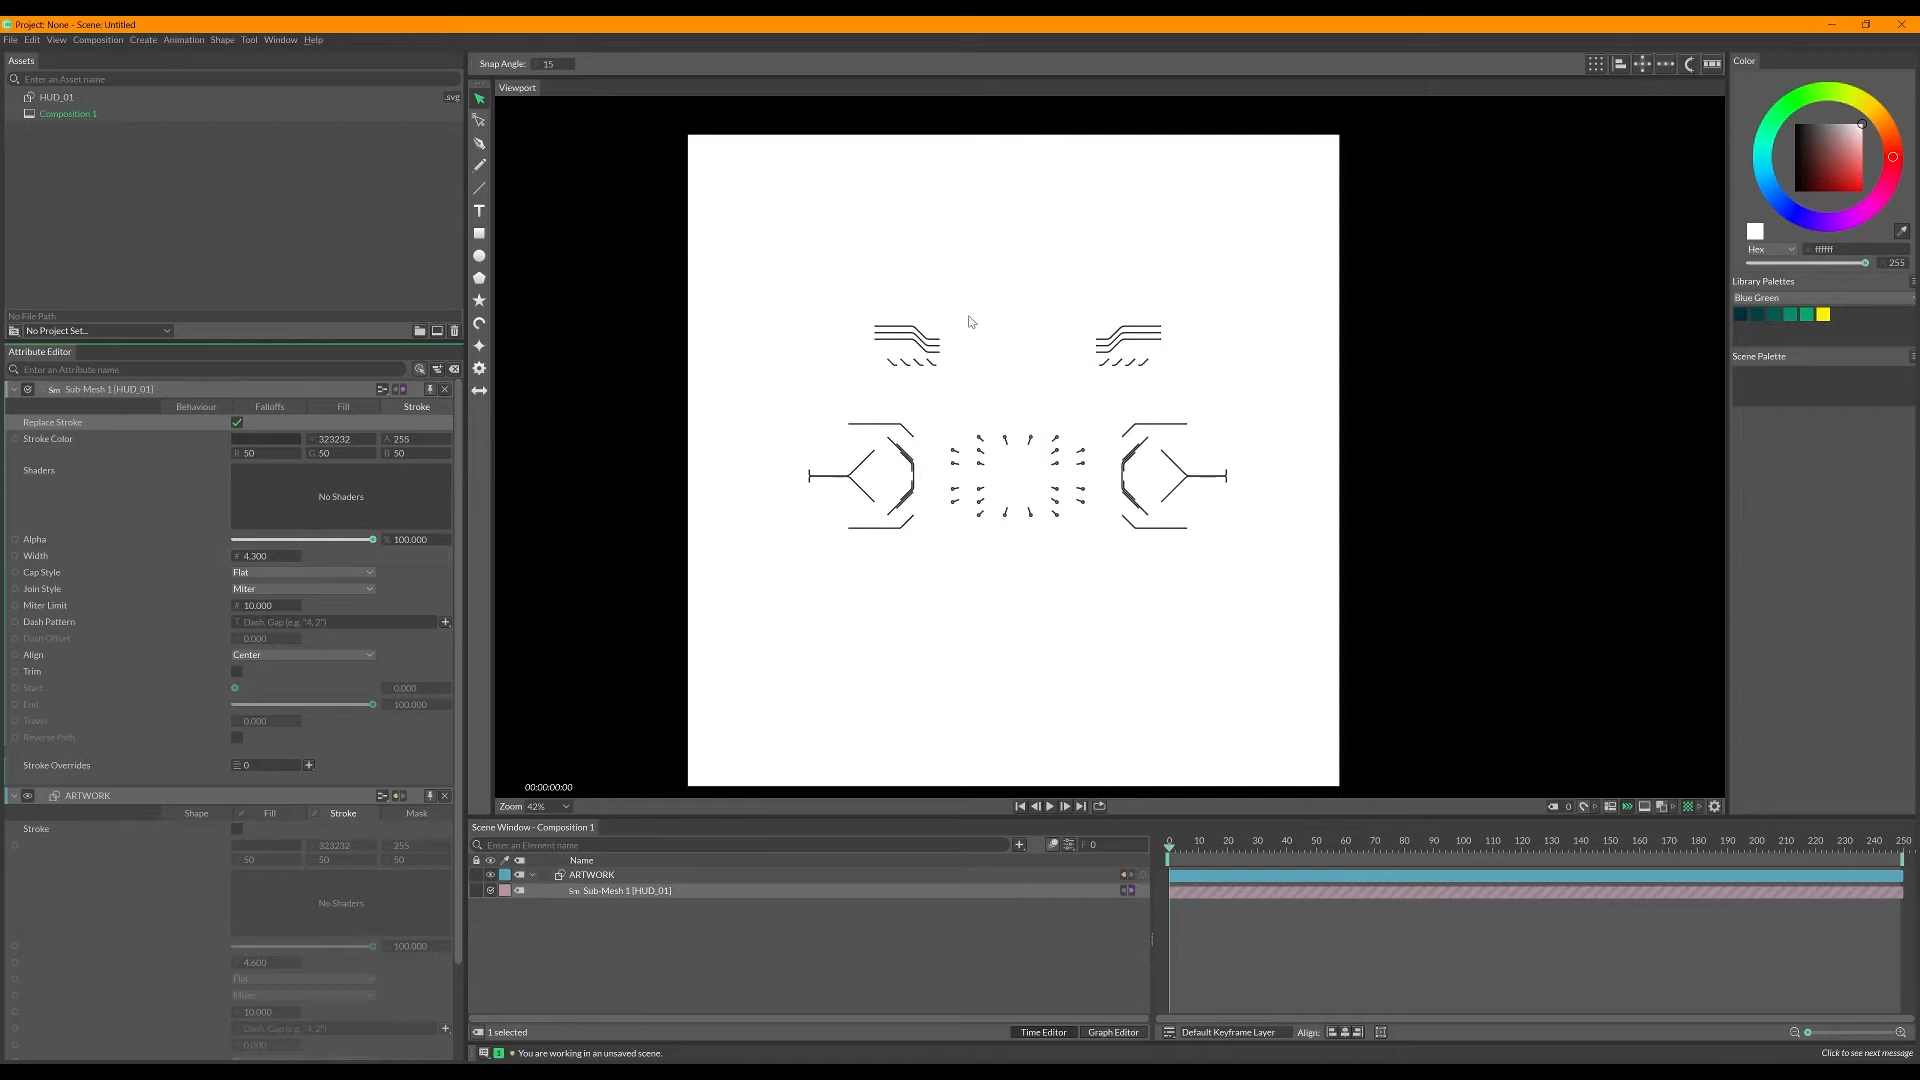 Project: None - Scene: Untitled
File Edit View Composition Create Animation Shape Tool Window Help
Assets
Enter an Asset name
HUD_01 .svg
Composition 1
No File Path
No Project Set...
Attribute Editor
Enter an Attribute name
Sm Sub-Mesh 1 [HUD_01]
Behaviour Falloffs Fill Stroke
Replace Stroke
Stroke Color 323232 A 255
R 50 G 50 B 50
Shaders
No Shaders
Alpha % 100.000
Width # 4.300
Cap Style Flat
Join Style Miter
Miter Limit # 10.000
Dash Pattern T Dash, Gap (e.g. "4, 2")
Dash Offset 0.000
Align Center
Trim
Start 0.000
End 100.000
Travel 0.000
Reverse Path
Stroke Overrides 0
ARTWORK
Shape Fill Stroke Mask
Stroke
323232 255
50 50 50
No Shaders
100.000
4.600
Flat
Miter
10.000
Dash, Gap (e.g. "4, 2")
0.000
Snap Angle: 15
Viewport
00:00:00:00
Zoom 42%
0
Scene Window - Composition 1
Enter an Element name
F 0
Name
ARTWORK
Sm Sub-Mesh 1 [HUD_01]
0 10 20 30 40 50 60 70 80 90 100 110 120 130 140 150 160 170 180 190 200 210 220 230 240 250
1 selected
Time Editor Graph Editor
Default Keyframe Layer Align:
1 You are working in an unsaved scene.
Click to see next message
Color
Hex ffffff
255
Library Palettes
Blue Green
Scene Palette